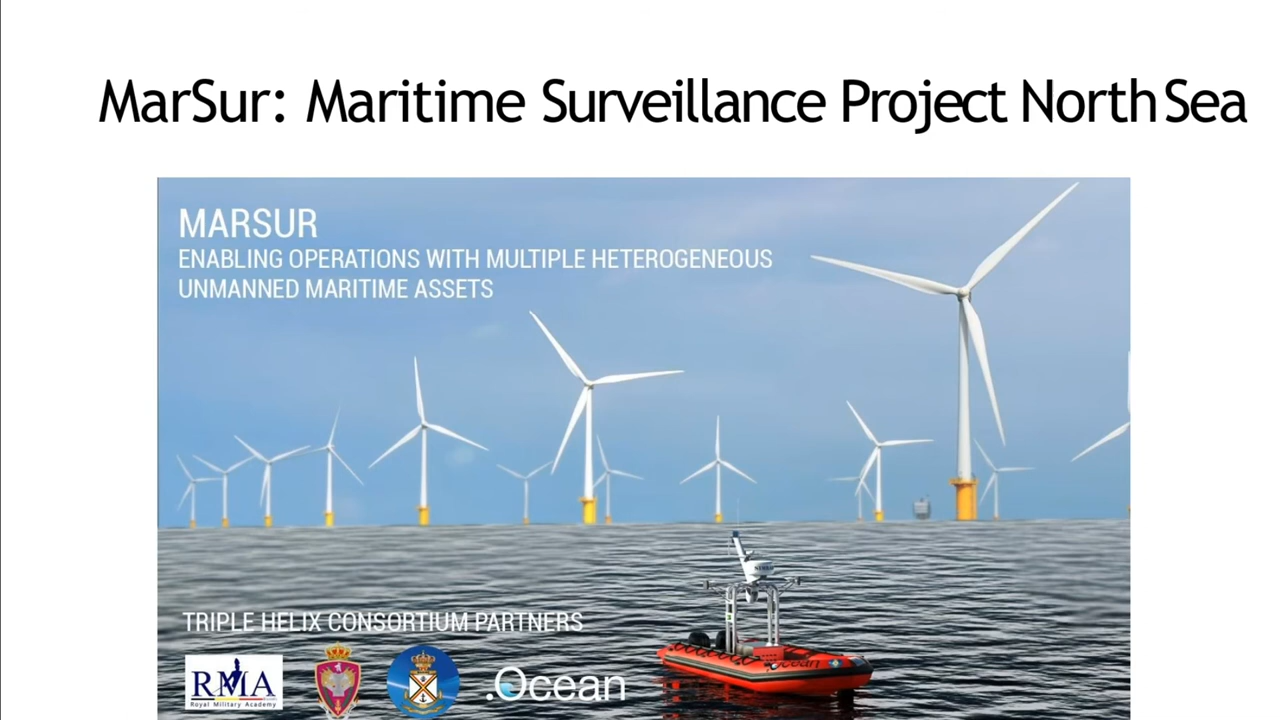 MarSur: Maritime Surveillance Project North Sea
MARSUR
ENABLING OPERATIONS WITH MULTIPLE HETEROGENEOUS
UNMANNED MARITIME ASSETS
TRIPLE HELIX CONSORTIUM PARTNERS
RMA
Royal Military Academy
.Ocean
.Ocean